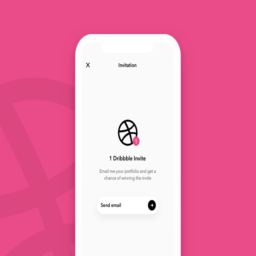 X
Invitation
1 Dribbble Invite
Email me your portfolio and get a
chance of winning the invite
Send email